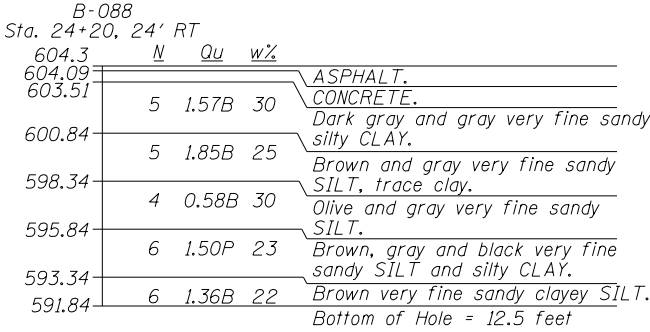 B-088
Sta. 24+20, 24' RT
604.3 N Qu w%
604.09 ASPHALT.
603.51 CONCRETE.
5 1.57B 30
Dark gray and gray very fine sandy
600.84 silty CLAY.
5 1.85B 25
Brown and gray very fine sandy
598.34 SILT, trace clay.
4 0.58B 30
Olive and gray very fine sandy
595.84 SILT.
6 1.50P 23 Brown, gray and black very fine
sandy SILT and silty CLAY.
593.34
6 1.36B 22 Brown very fine sandy clayey SILT.
591.84
Bottom of Hole = 12.5 feet